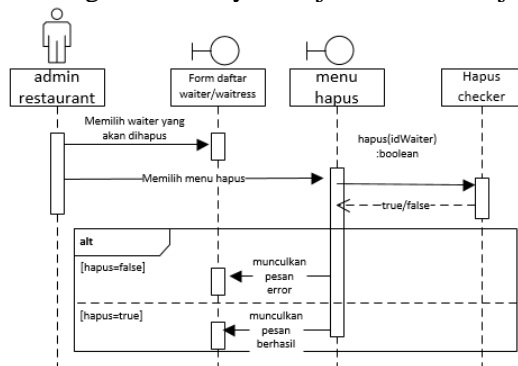 admin
restaurant
Form daftar
waiter/waitress
menu
hapus
Hapus
checker
Memilih waiter yang
akan dihapus
hapus(idWaiter)
:boolean
Memilih menu hapus
true/false
alt
[hapus=false]
munculkan
pesan
error
[hapus=true]
munculkan
pesan
berhasil